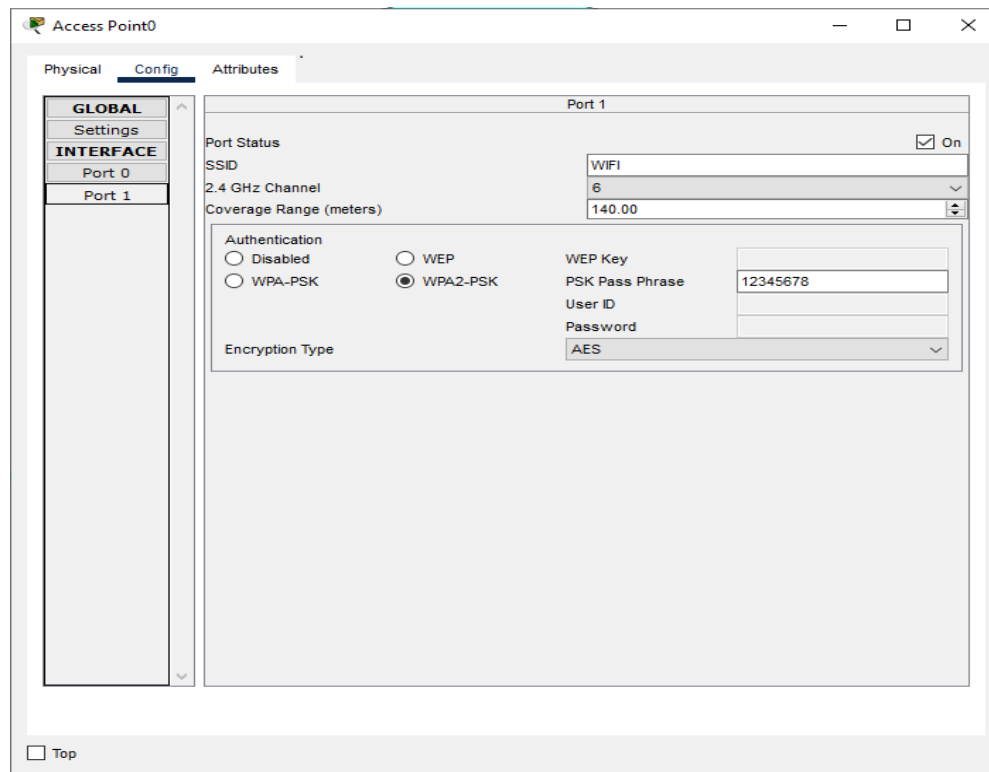 Access Point0
Physical Config Attributes
GLOBAL
Settings
INTERFACE
Port 0
Port 1
Port 1
Port Status On
SSID WIFI
2.4 GHz Channel 6
Coverage Range (meters) 140.00
Authentication
Disabled WEP WEP Key
WPA-PSK WPA2-PSK PSK Pass Phrase 12345678
User ID
Password
Encryption Type AES
Top